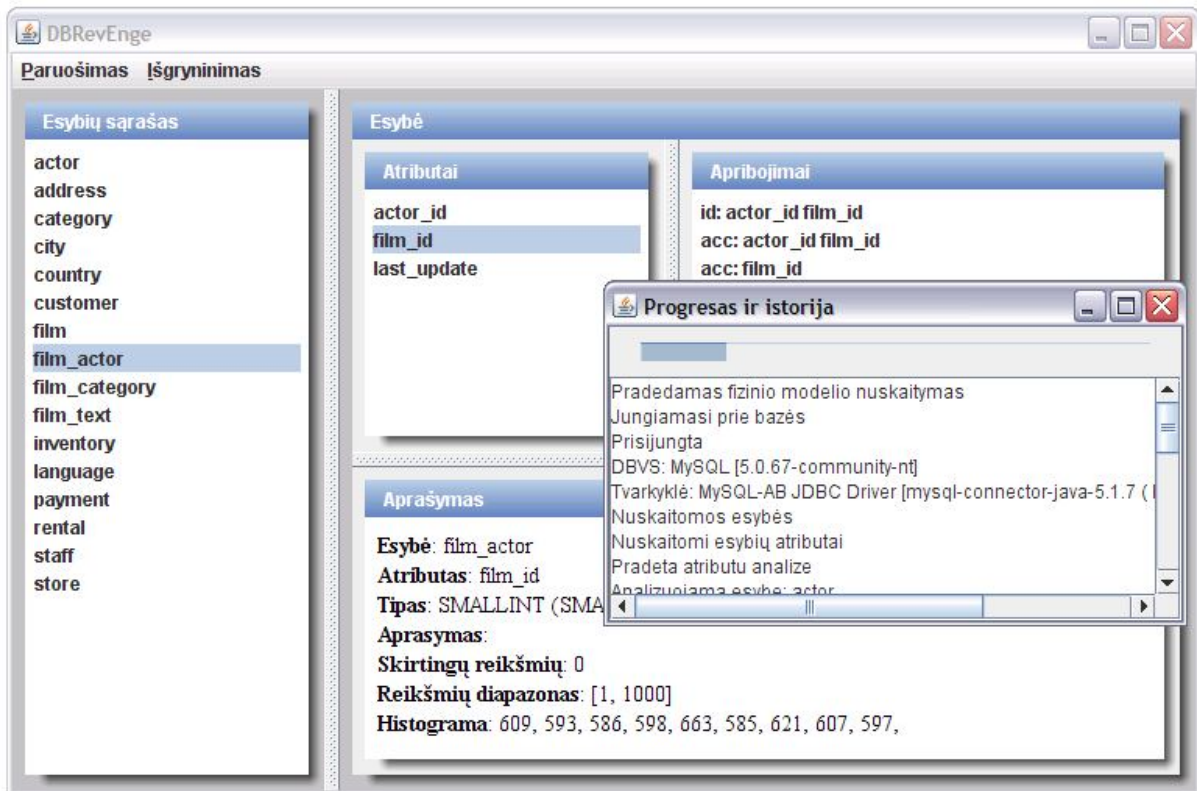 DBRevEnge
Paruošimas Išgryninimas
Esybių sąrašas
actor
address
category
city
country
customer
film
film_actor
film_category
film_text
inventory
language
payment
rental
staff
store
Esybė
Atributai
actor_id
film_id
last_update
Apribojimai
id: actor_id film_id
acc: actor_id film_id
acc: film_id
Aprašymas
Esybė: film_actor
Atributas: film_id
Tipas: SMALLINT (SMA
Aprasymas:
Skirtingų reikšmių: 0
Reikšmių diapazonas: [1, 1000]
Histograma: 609, 593, 586, 598, 663, 585, 621, 607, 597,
Progresas ir istorija
Pradedamas fizinio modelio nuskaitymas
Jungiamasi prie bazės
Prisijungta
DBVS: MySQL [5.0.67-community-nt]
Tvarkyklė: MySQL-AB JDBC Driver [mysql-connector-java-5.1.7 (
Nuskaitomos esybės
Nuskaitomi esybių atributai
Pradeta atributu analize
Analizuojama esybe: actor